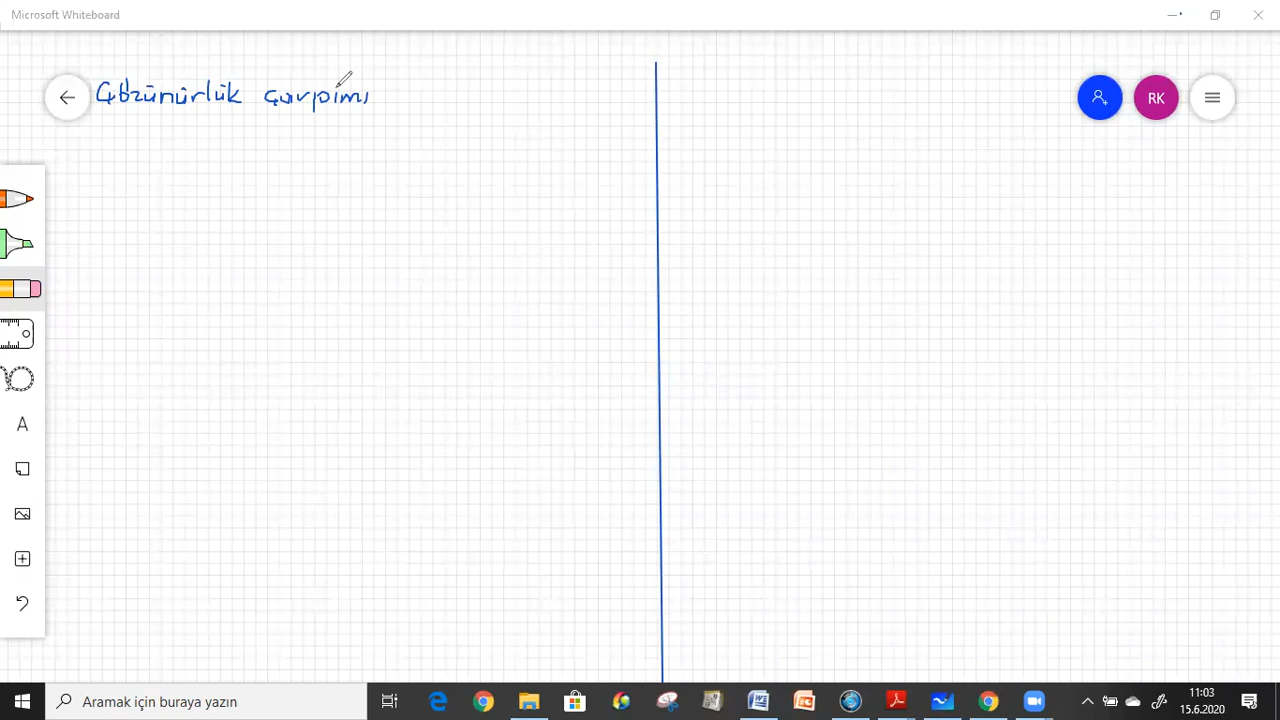 Microsoft Whiteboard
Çözünürlük çarpımı
RK
A
Aramak için buraya yazın
11:03
15.6.2020